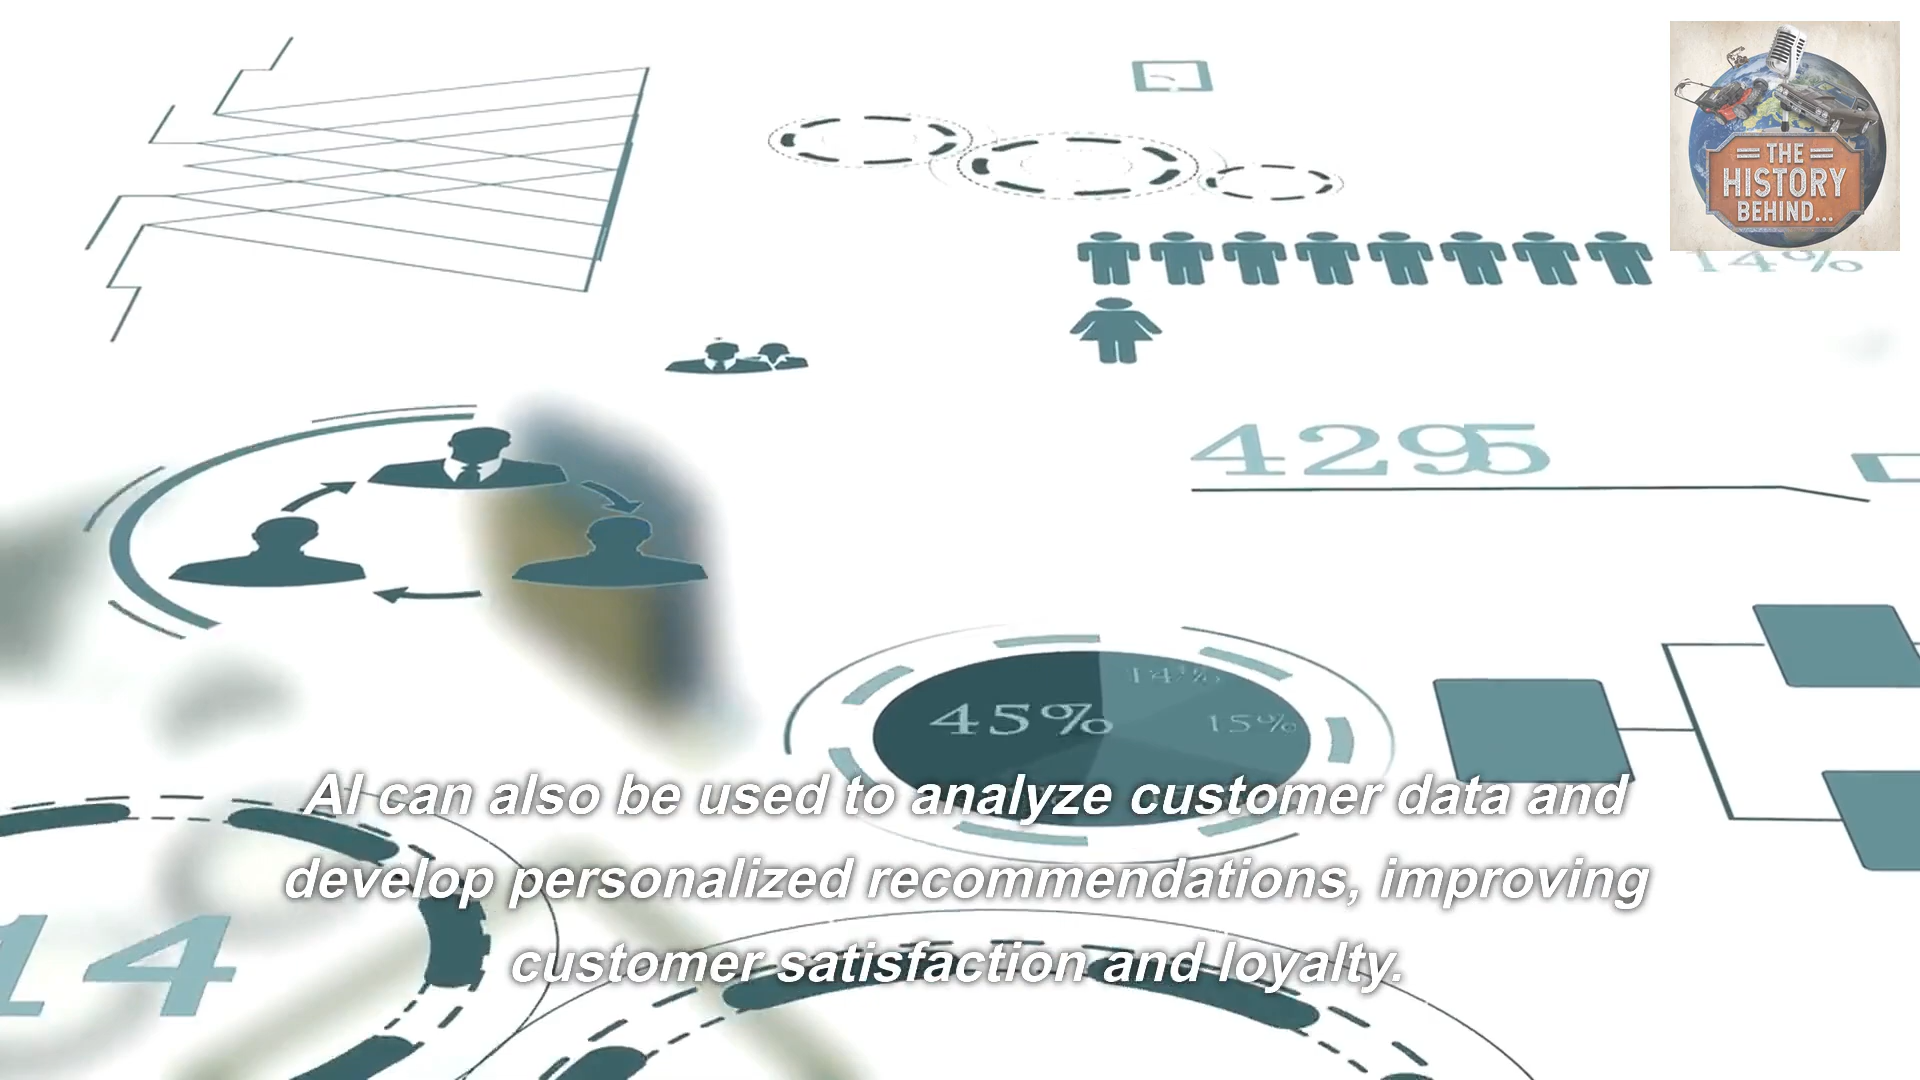 THE
HISTORY
BEHIND...
14%
4295
14%
45%
15%
AI can also be used to analyze customer data and
develop personalized recommendations, improving
customer satisfaction and loyalty.
14